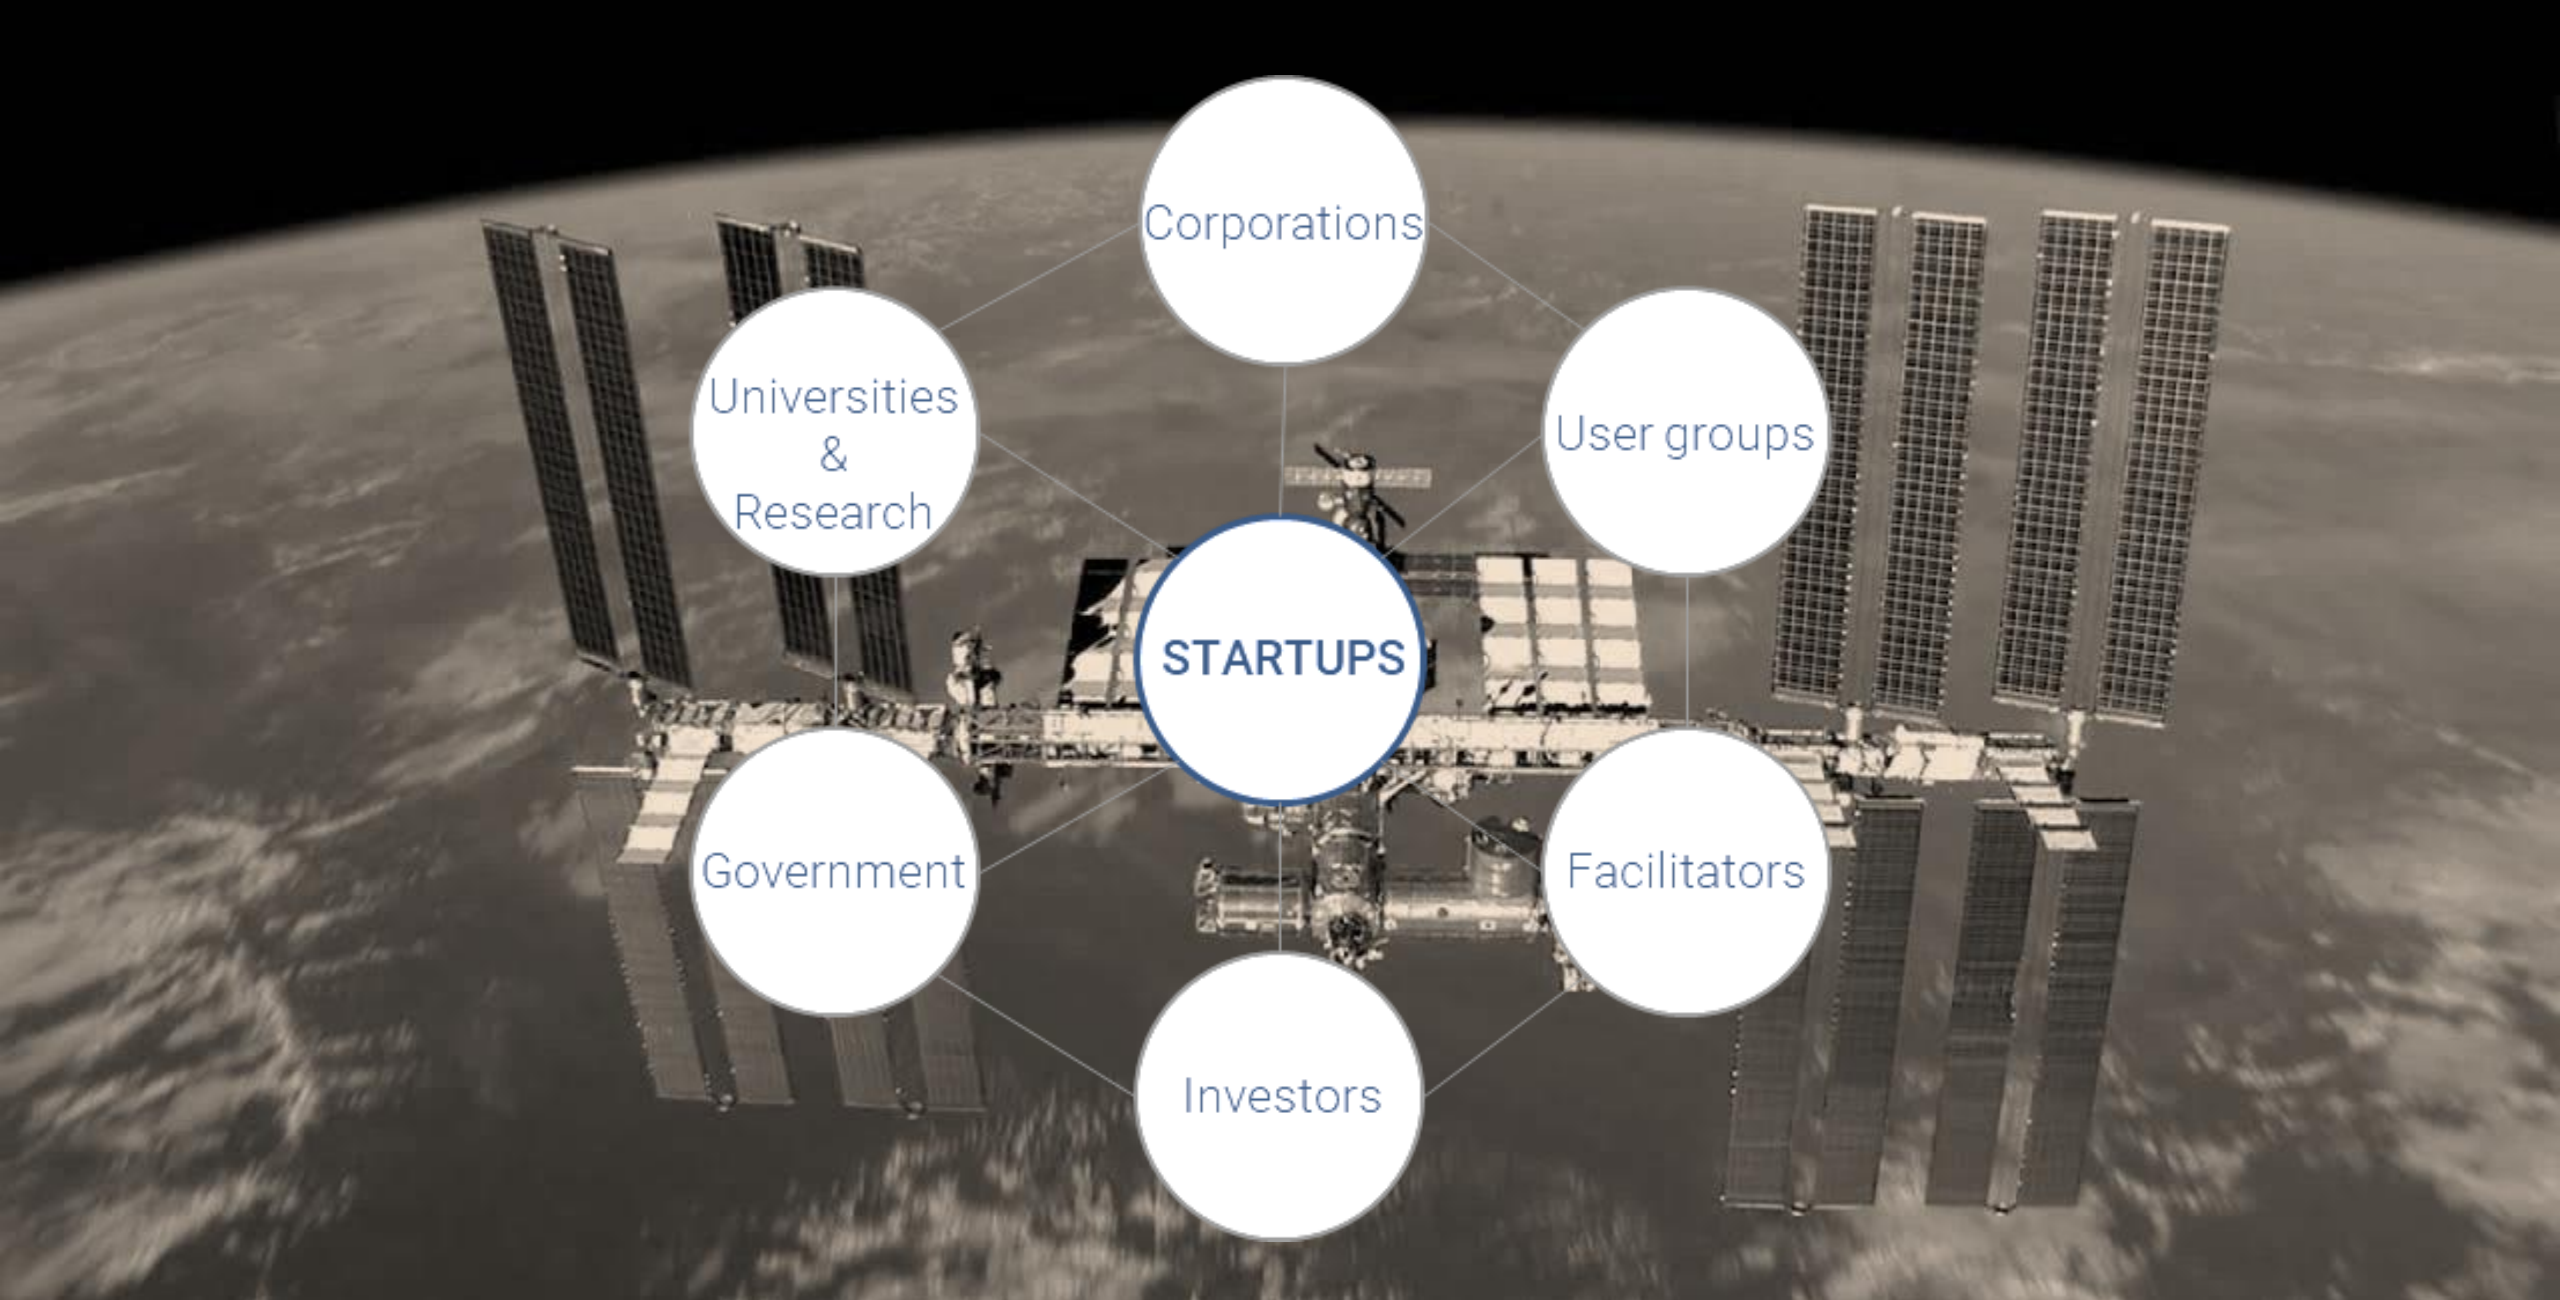 Corporations
Universities
&
Research
User groups
STARTUPS
Government
Facilitators
Investors